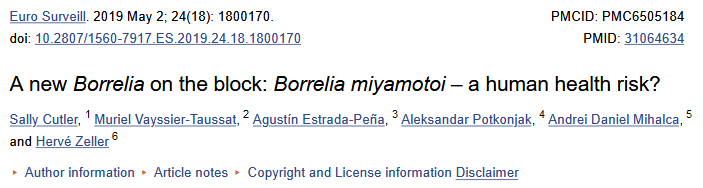 Euro Surveill. 2019 May 2; 24(18): 1800170. PMCID: PMC6505184
doi: 10.2807/1560-7917.ES.2019.24.18.1800170 PMID: 31064634
A new Borrelia on the block: Borrelia miyamotoi – a human health risk?
Sally Cutler, 1 Muriel Vayssier-Taussat, 2 Agustín Estrada-Peña, 3 Aleksandar Potkonjak, 4 Andrei Daniel Mihalca, 5
and Hervé Zeller 6
▸ Author information ▸ Article notes ▸ Copyright and License information Disclaimer